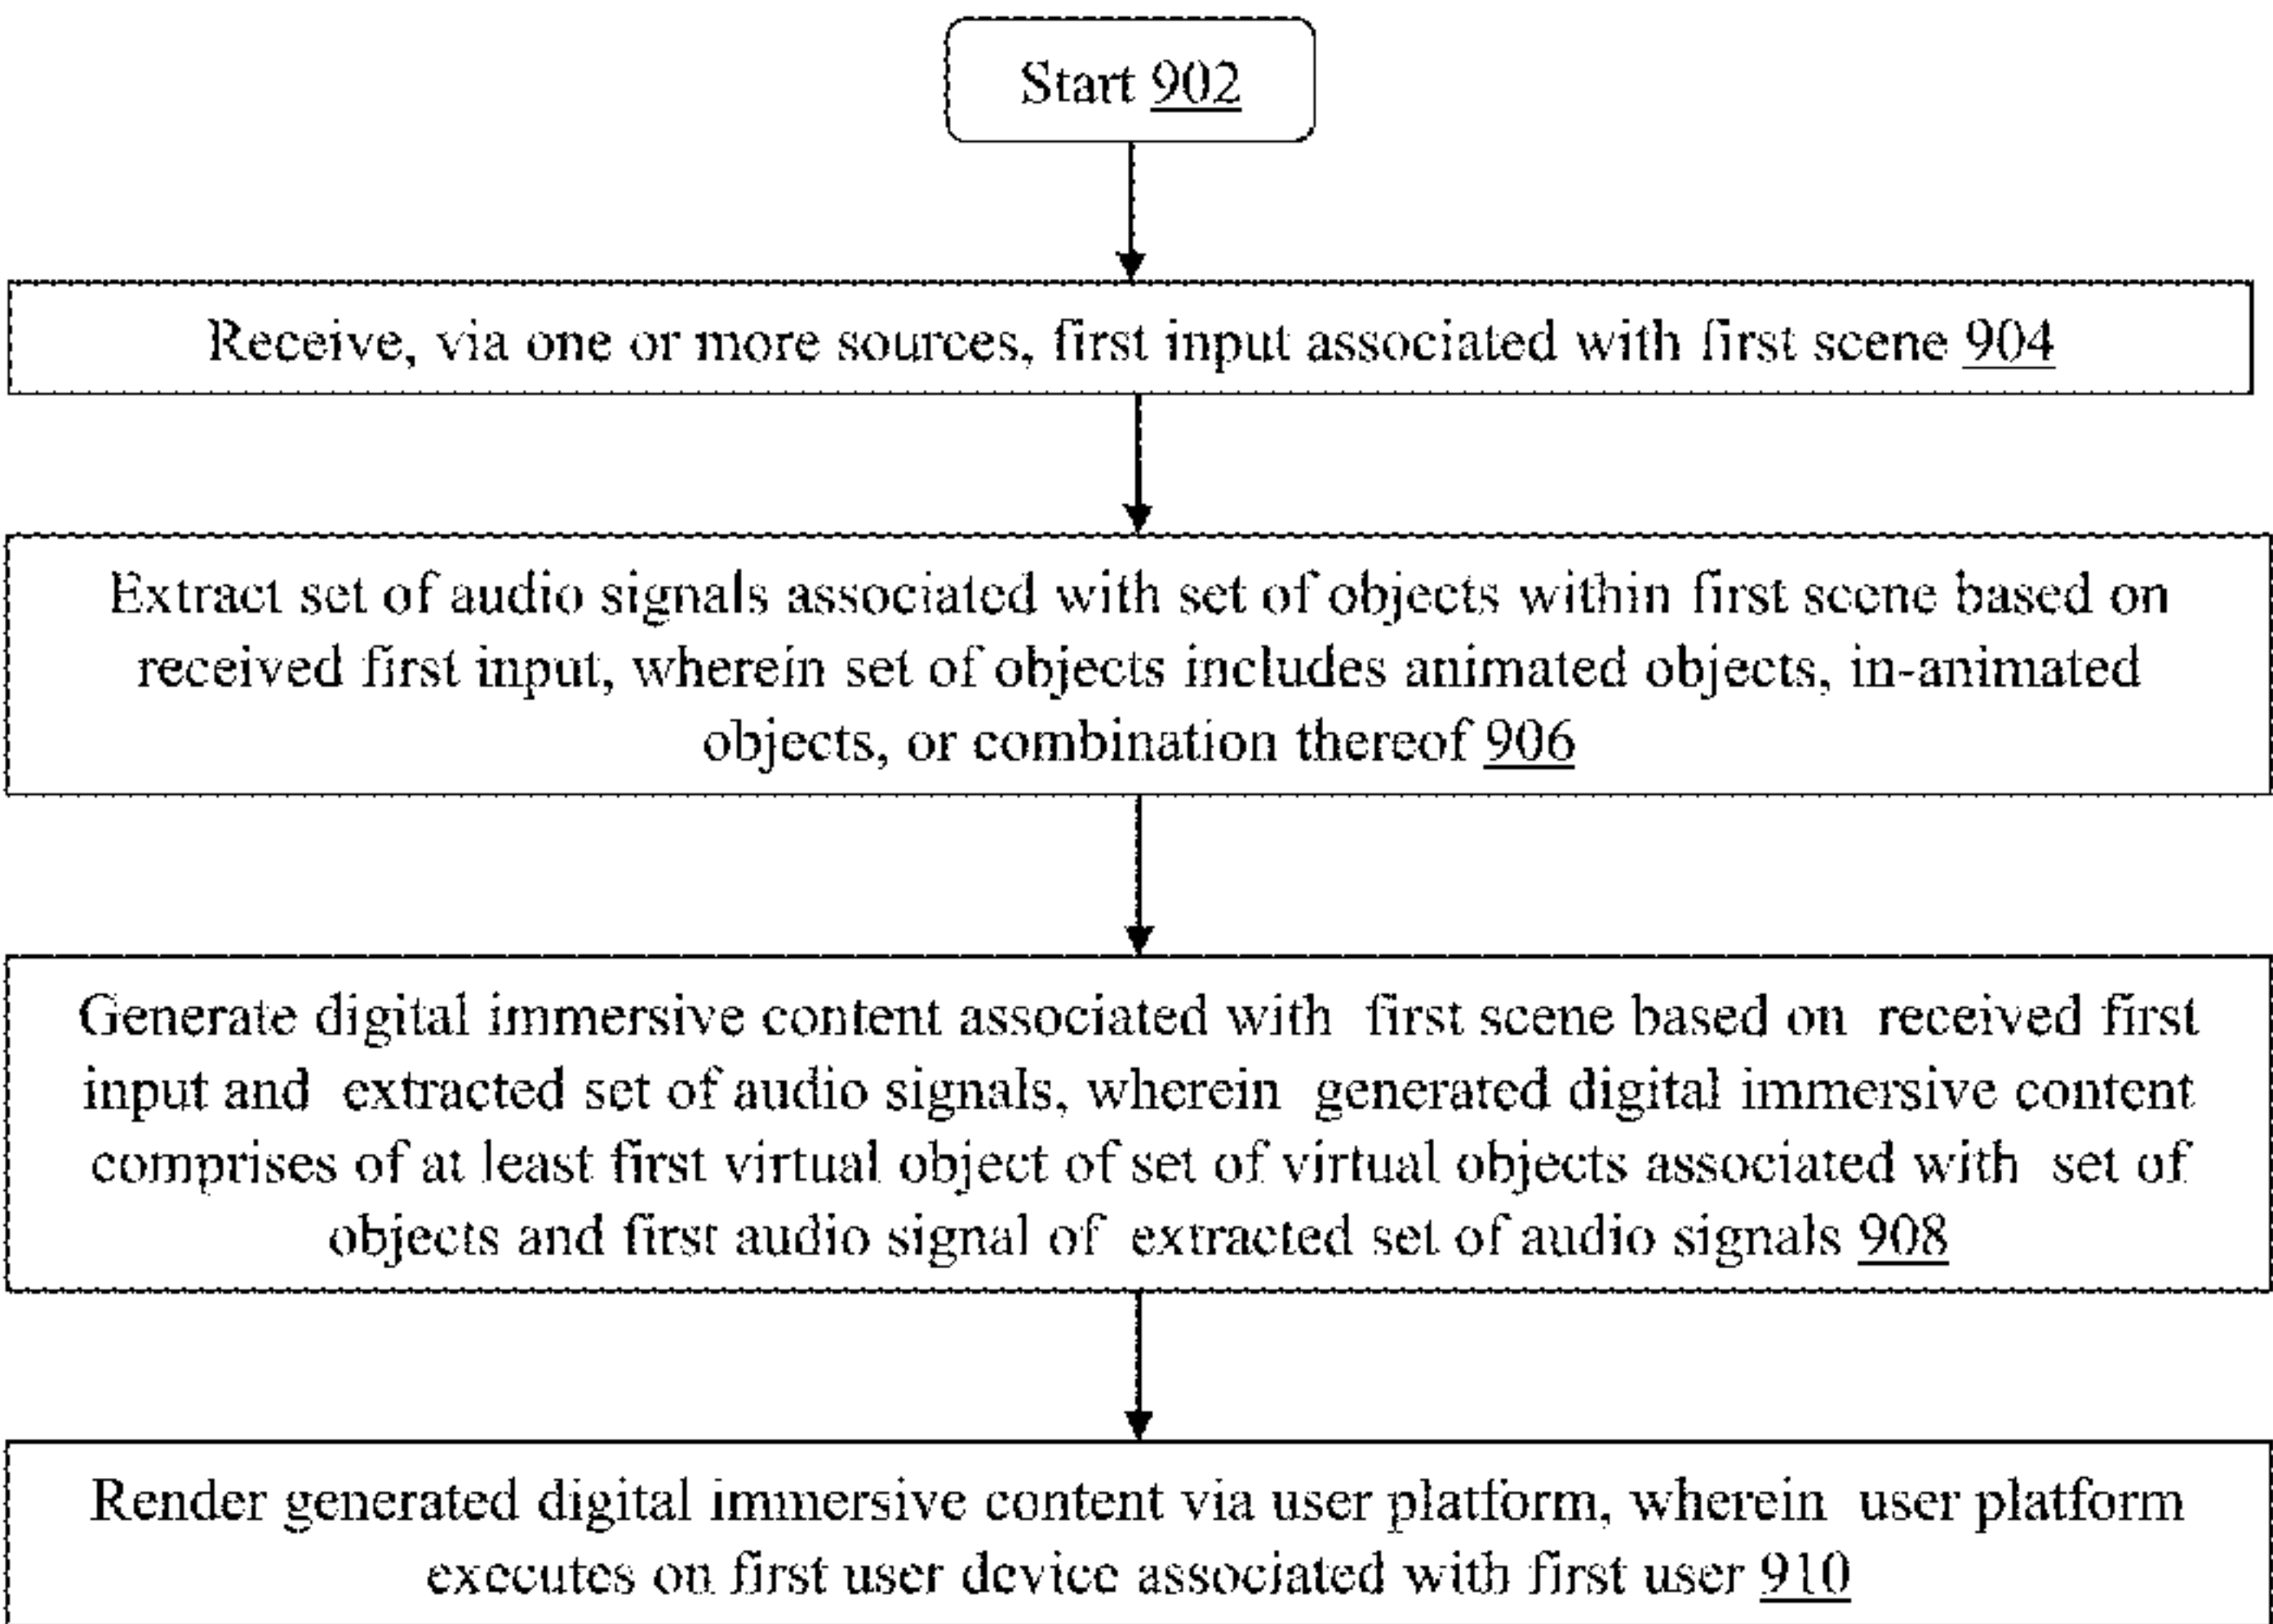 Start 902
Receive, via one or more sources, first input associated with first scene 904
Extract set of audio signals associated with set of objects within first scene based on
received first input, wherein set of objects includes animated objects, in-animated
objects, or combination thereof 906
Generate digital immersive content associated with first scene based on received first
input and extracted set of audio signals, wherein generated digital immersive content
comprises of at least first virtual object of set of virtual objects associated with set of
objects and first audio signal of extracted set of audio signals 908
Render generated digital immersive content via user platform, wherein user platform
executes on first user device associated with first user 910